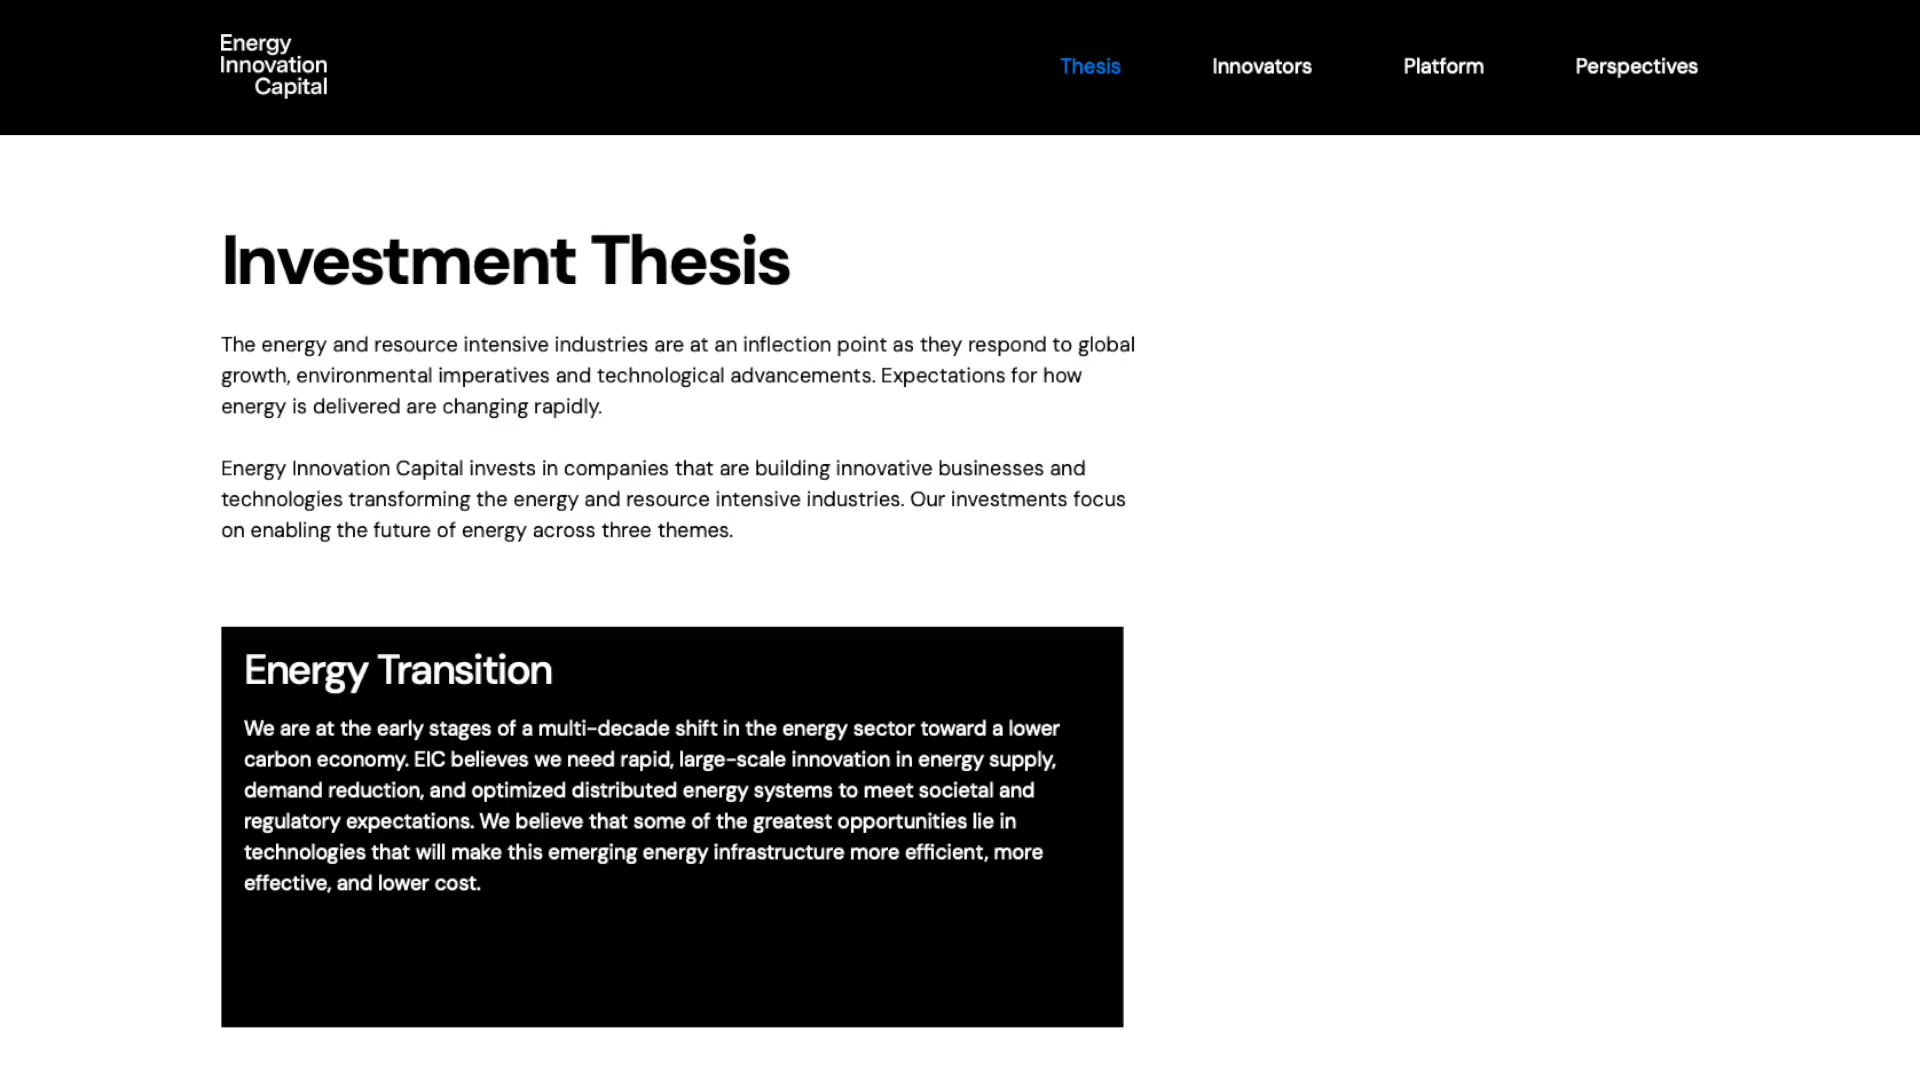 Energy
Innovation
Capital
Thesis
Innovators
Platform
Perspectives
Investment Thesis
The energy and resource intensive industries are at an inflection point as they respond to global
growth, environmental imperatives and technological advancements. Expectations for how
energy is delivered are changing rapidly.
Energy Innovation Capital invests in companies that are building innovative businesses and
technologies transforming the energy and resource intensive industries. Our investments focus
on enabling the future of energy across three themes.
Energy Transition
We are at the early stages of a multi-decade shift in the energy sector toward a lower
carbon economy. EIC believes we need rapid, large-scale innovation in energy supply,
demand reduction, and optimized distributed energy systems to meet societal and
regulatory expectations. We believe that some of the greatest opportunities lie in
technologies that will make this emerging energy infrastructure more efficient, more
effective, and lower cost.